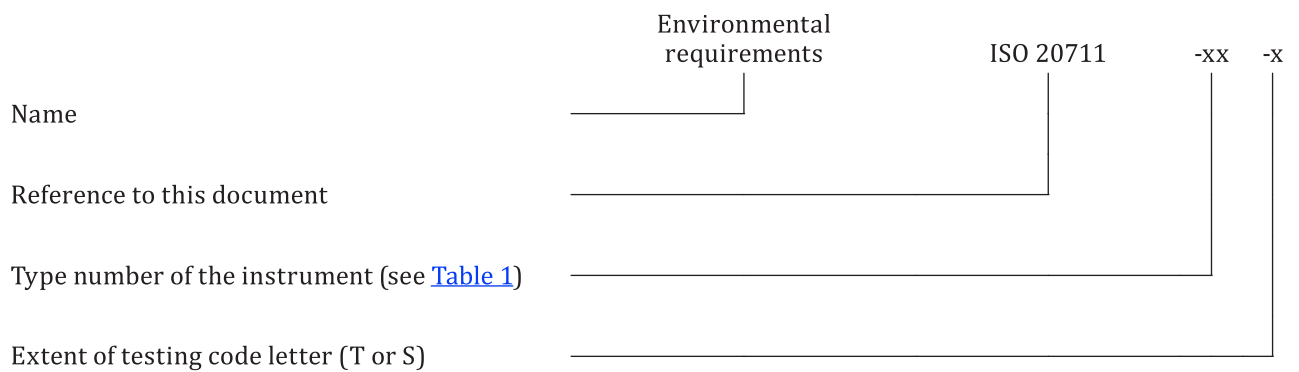 Environmental
requirements ISO 20711 -xx -x
Name
Reference to this document
Type number of the instrument (see Table 1)
Extent of testing code letter (T or S)